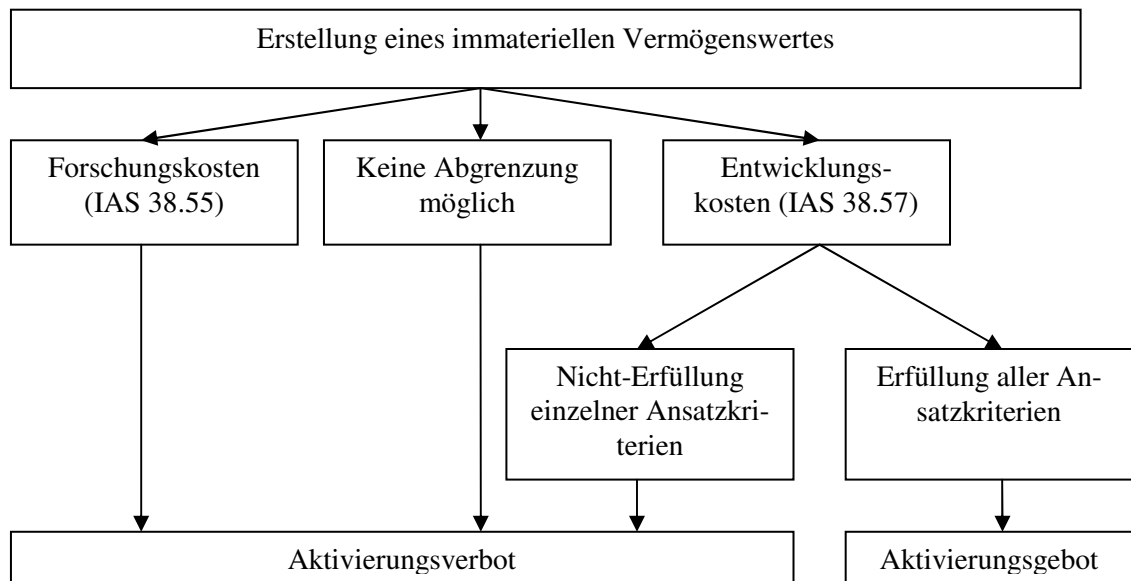 Erstellung eines immateriellen Vermögenswertes
Forschungskosten
(IAS 38.55)
Keine Abgrenzung
möglich
Entwicklungs-
kosten (IAS 38.57)
Nicht-Erfüllung
einzelner Ansatzkri-
terien
Erfüllung aller An-
satzkriterien
Aktivierungsverbot
Aktivierungsgebot